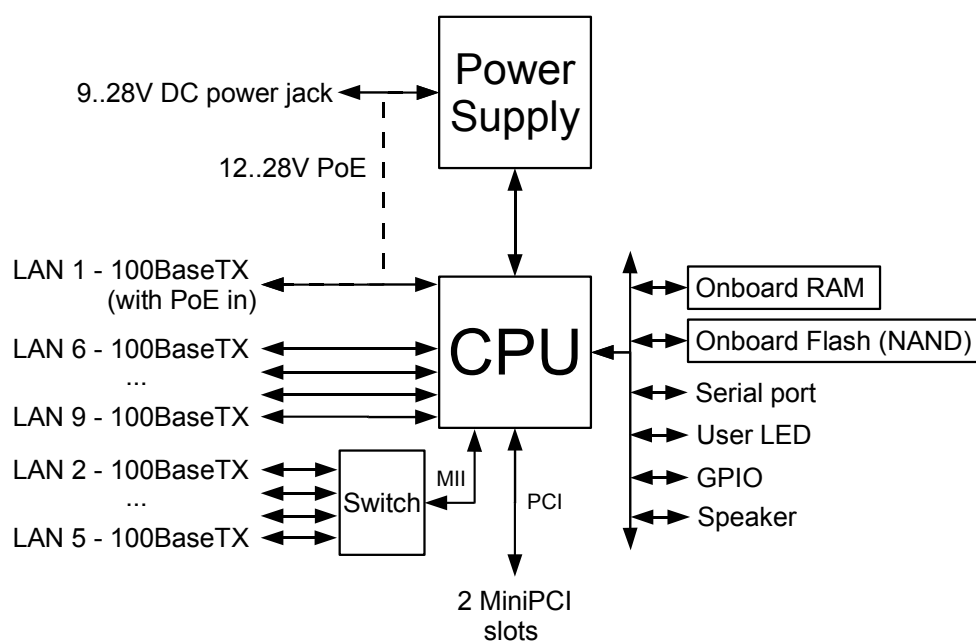 Power
Supply
9..28V DC power jack
12..28V PoE
LAN 1 - 100BaseTX
(with PoE in)
LAN 6 - 100BaseTX
...
LAN 9 - 100BaseTX
LAN 2 - 100BaseTX
...
LAN 5 - 100BaseTX
Switch
MII
CPU
PCI
2 MiniPCI
slots
Onboard RAM
Onboard Flash (NAND)
Serial port
User LED
GPIO
Speaker